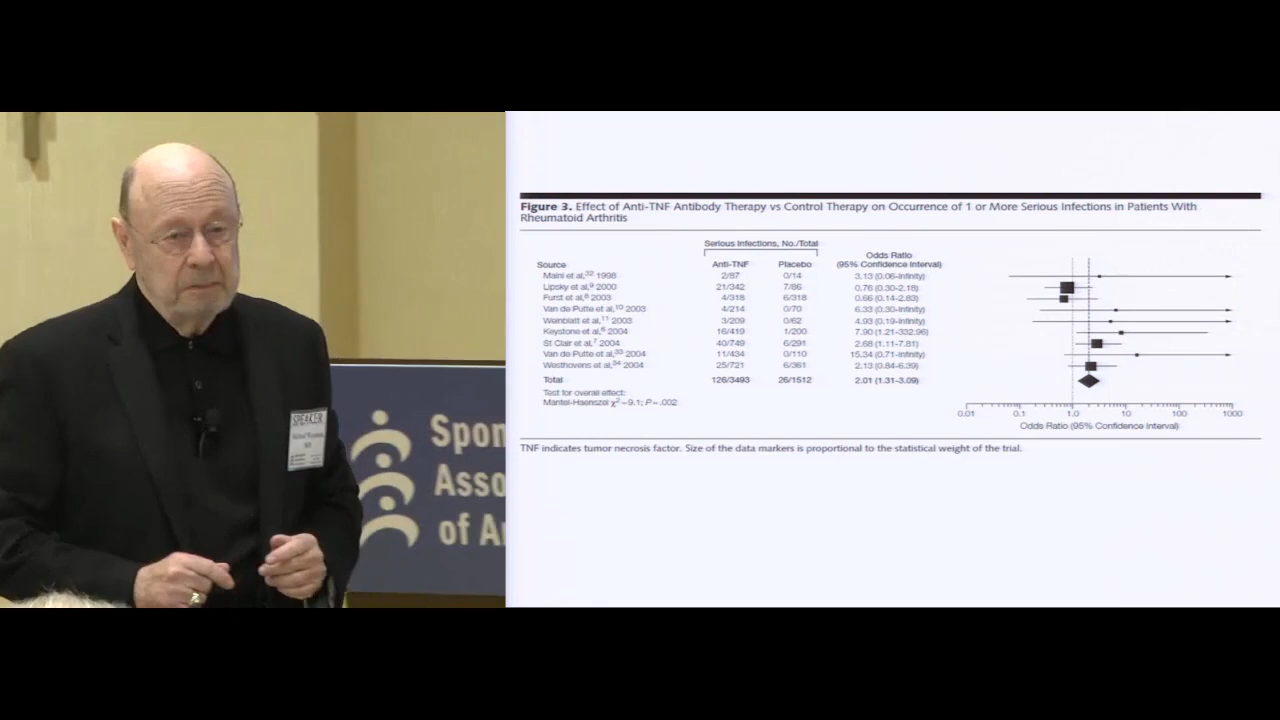 SPEAKER
MD
Spon
Asso
of A
Figure 3. Effect of Anti-TNF Antibody Therapy vs Control Therapy on Occurrence of 1 or More Serious Infections in Patients With
Rheumatoid Arthritis
Serious Infections, No./Total
Odds Ratio
Source Anti-TNF Placebo (95% Confidence Interval)
Maini et al,32 1998 2/87 0/14 3.13 (0.06-Infinity)
Lipsky et al,9 2000 21/342 7/86 0.76 (0.30-2.18)
Furst et al,8 2003 4/318 6/318 0.66 (0.14-2.83)
Van de Putte et al,10 2003 4/214 0/70 6.33 (0.30-Infinity)
Weinblatt et al,11 2003 3/209 0/62 4.93 (0.19-Infinity)
Keystone et al,6 2004 16/419 1/200 7.90 (1.21-332.96)
St Clair et al,7 2004 40/749 6/291 2.68 (1.11-7.81)
Van de Putte et al,33 2004 11/434 0/110 15.34 (0.71-Infinity)
Westhovens et al,34 2004 25/721 6/361 2.13 (0.84-6.39)
Total 126/3493 26/1512 2.01 (1.31-3.09)
Test for overall effect:
Mantel-Haenszel χ2=9.1; P=.002
0.01 0.1 1.0 10 100 1000
Odds Ratio (95% Confidence Interval)
TNF indicates tumor necrosis factor. Size of the data markers is proportional to the statistical weight of the trial.